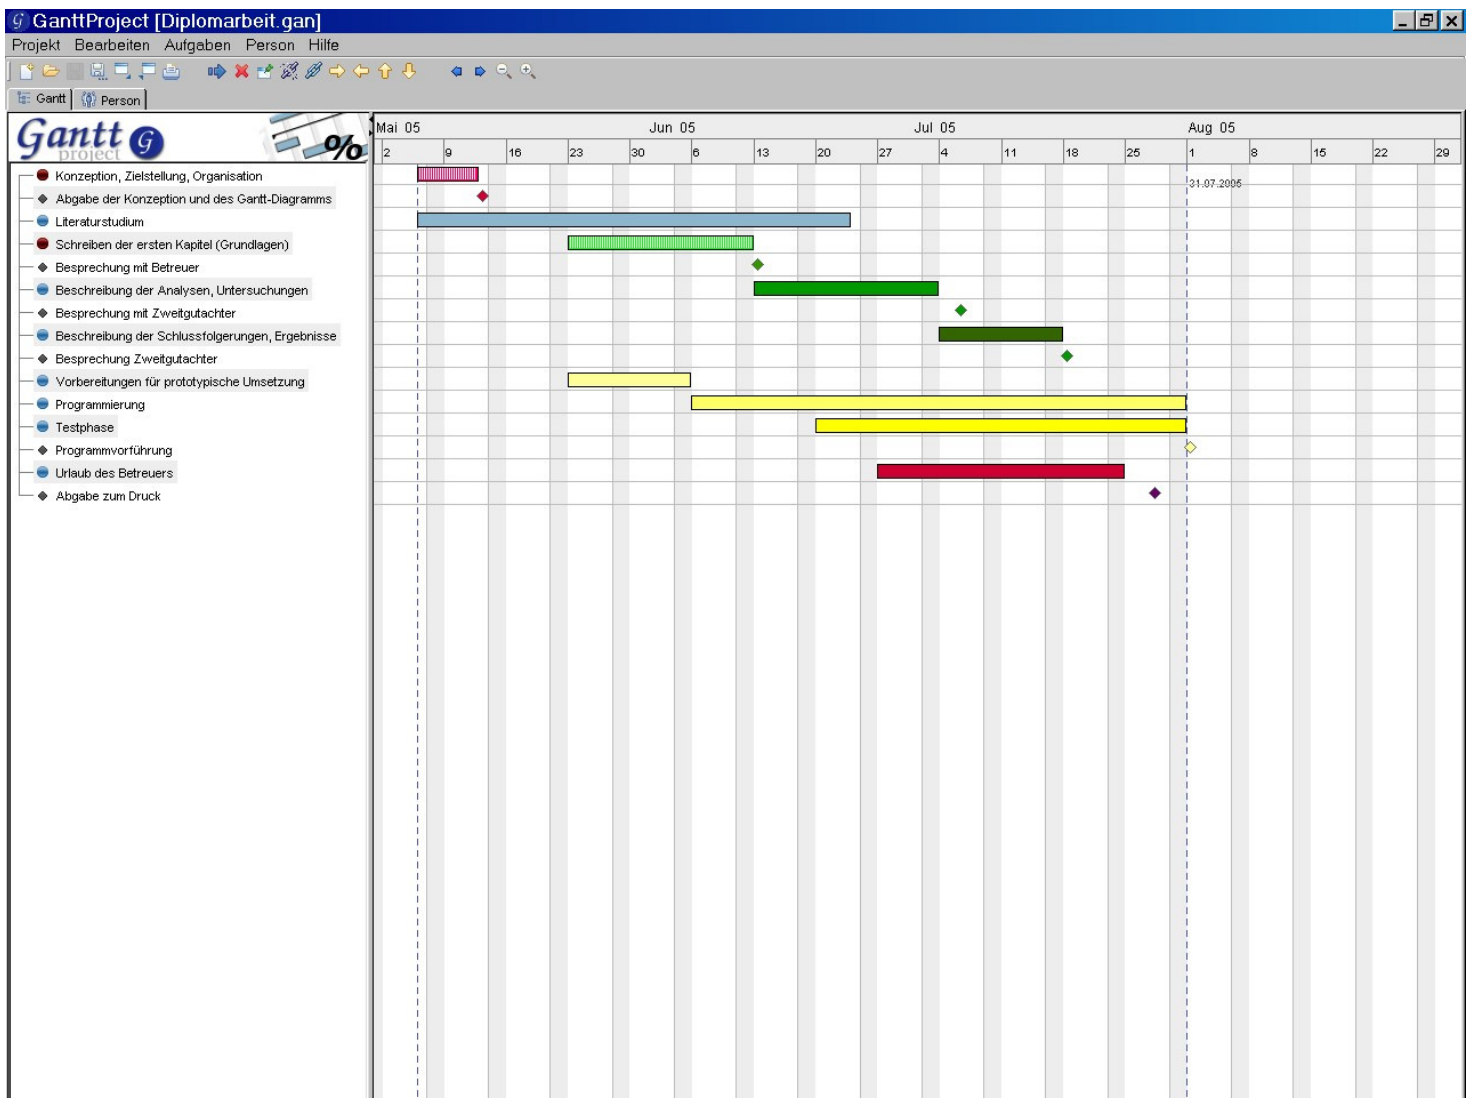 GanttProject [Diplomarbeit.gan]
Projekt Bearbeiten Aufgaben Person Hilfe
Gantt Person
Gantt G
project
%
Mai 05 Jun 05 Jul 05 Aug 05
2 9 16 23 30 6 13 20 27 4 11 18 25 1 8 15 22 29
Konzeption, Zielstellung, Organisation
31.07.2005
Abgabe der Konzeption und des Gantt-Diagramms
Literaturstudium
Schreiben der ersten Kapitel (Grundlagen)
Besprechung mit Betreuer
Beschreibung der Analysen, Untersuchungen
Besprechung mit Zweitgutachter
Beschreibung der Schlussfolgerungen, Ergebnisse
Besprechung Zweitgutachter
Vorbereitungen für prototypische Umsetzung
Programmierung
Testphase
Programmvorführung
Urlaub des Betreuers
Abgabe zum Druck